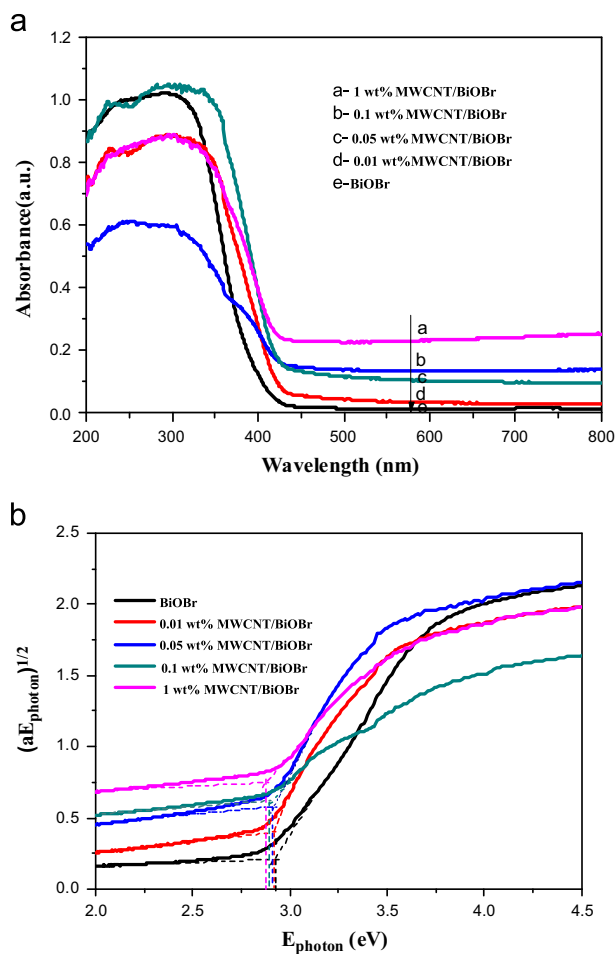 a
1.2
1.0
0.8
0.6
0.4
0.2
0.0
Absorbance(a.u.)
a- 1 wt% MWCNT/BiOBr
b- 0.1 wt% MWCNT/BiOBr
c- 0.05 wt% MWCNT/BiOBr
d- 0.01 wt%MWCNT/BiOBr
e-BiOBr
a
b
c
d
e
200 300 400 500 600 700 800
Wavelength (nm)
b
2.5
2.0
1.5
1.0
0.5
0.0
(aEphoton)1/2
BiOBr
0.01 wt% MWCNT/BiOBr
0.05 wt% MWCNT/BiOBr
0.1 wt% MWCNT/BiOBr
1 wt% MWCNT/BiOBr
2.0 2.5 3.0 3.5 4.0 4.5
Ephoton (eV)